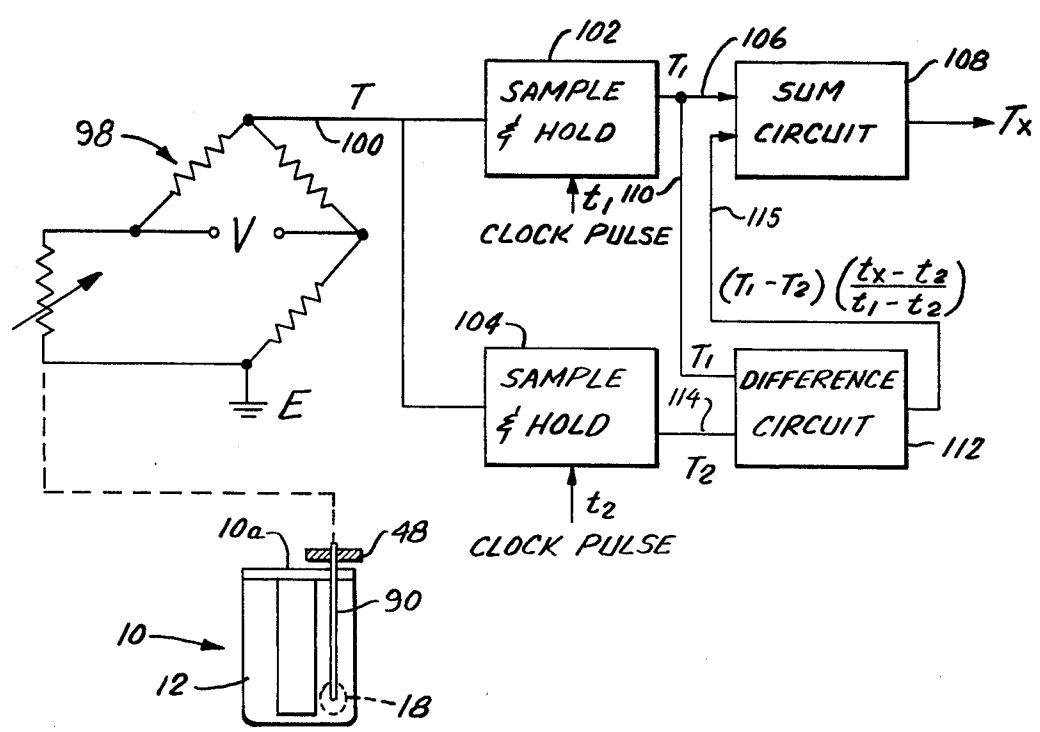 102
T1
106
108
SAMPLE
& HOLD
SUM
CIRCUIT
Tx
T
100
98
t1
110
CLOCK PULSE
V
115
(T1 - T2) (tx - t2 / t1 - t2)
104
SAMPLE
& HOLD
T1
114
DIFFERENCE
CIRCUIT
112
T2
E
t2
CLOCK PULSE
10a
48
90
10
12
18